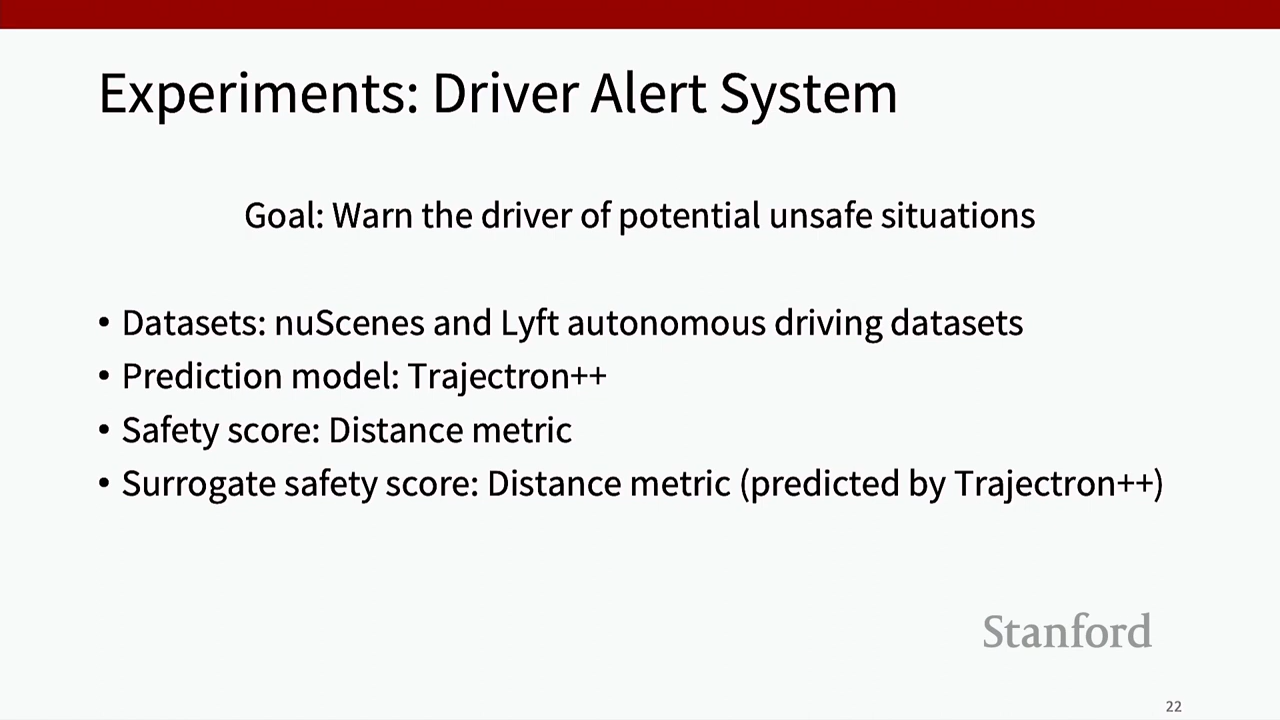 Experiments: Driver Alert System
Goal: Warn the driver of potential unsafe situations
• Datasets: nuScenes and Lyft autonomous driving datasets
• Prediction model: Trajectron++
• Safety score: Distance metric
• Surrogate safety score: Distance metric (predicted by Trajectron++)
Stanford
22